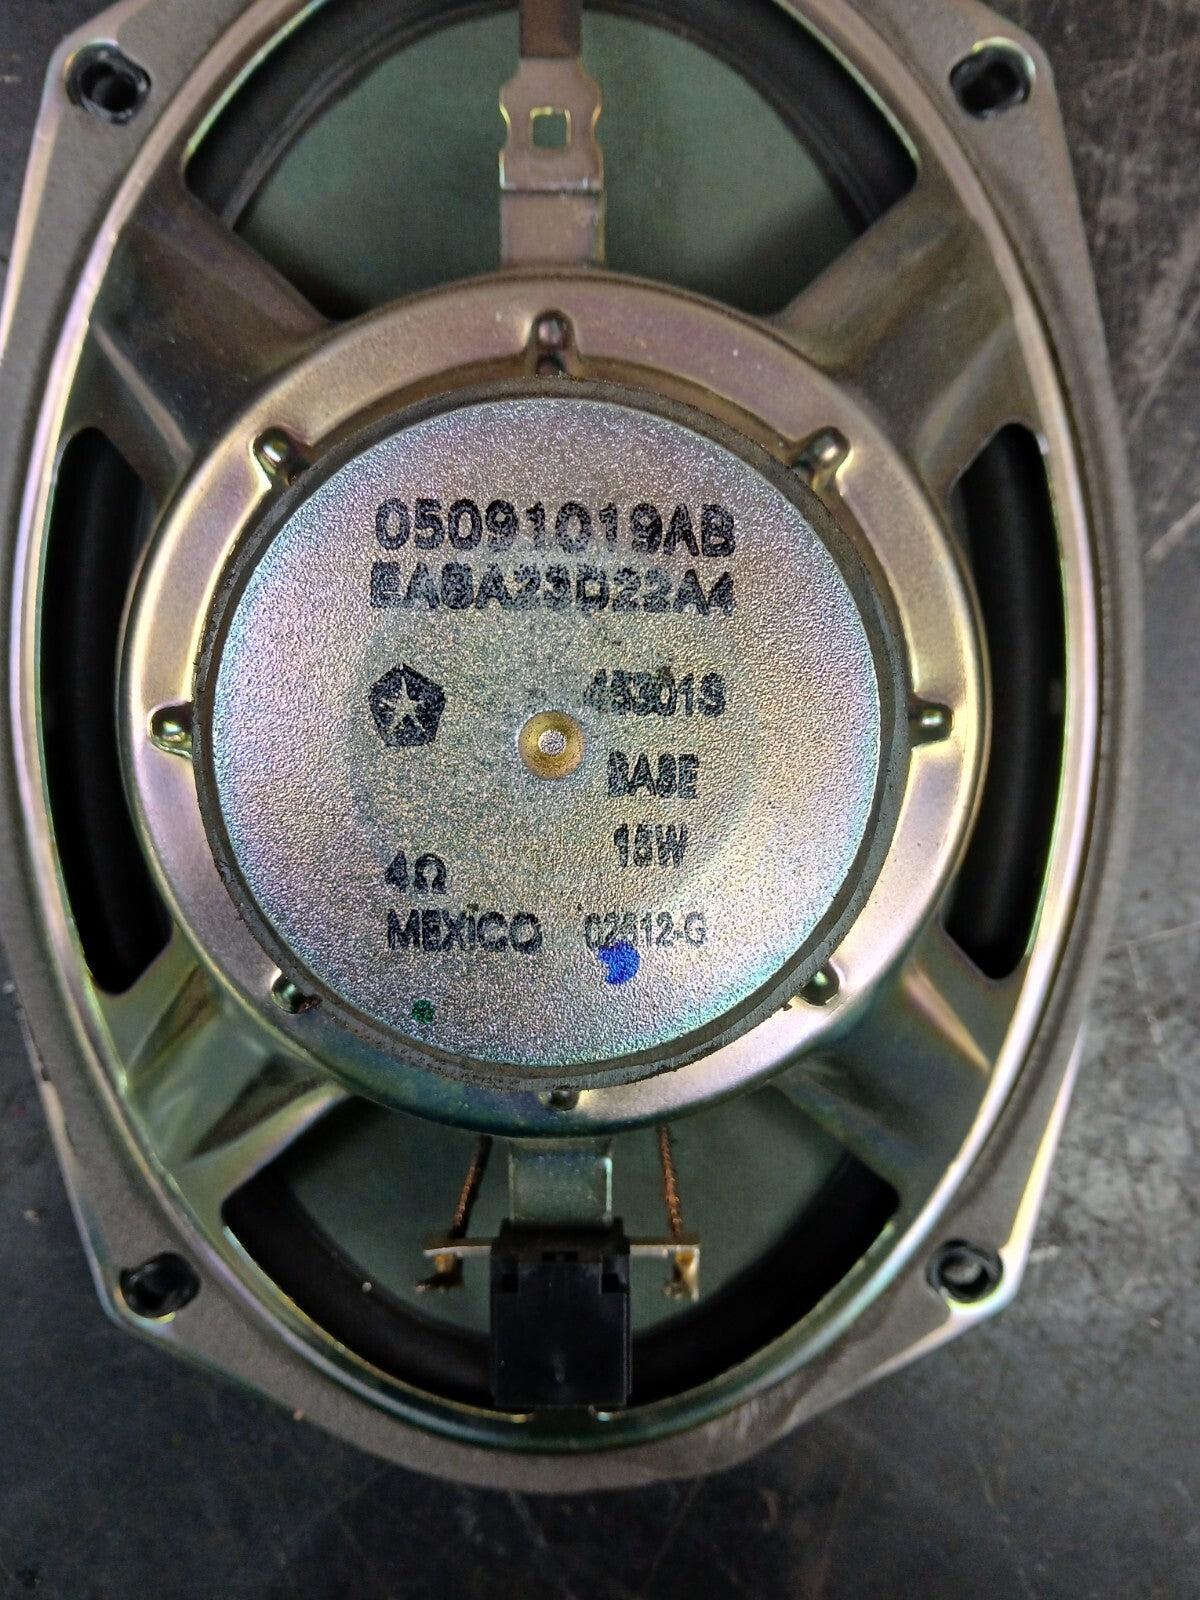 05091019AB
EABA23D22A4
45301S
BASE
15W
4Ω
MEXICO